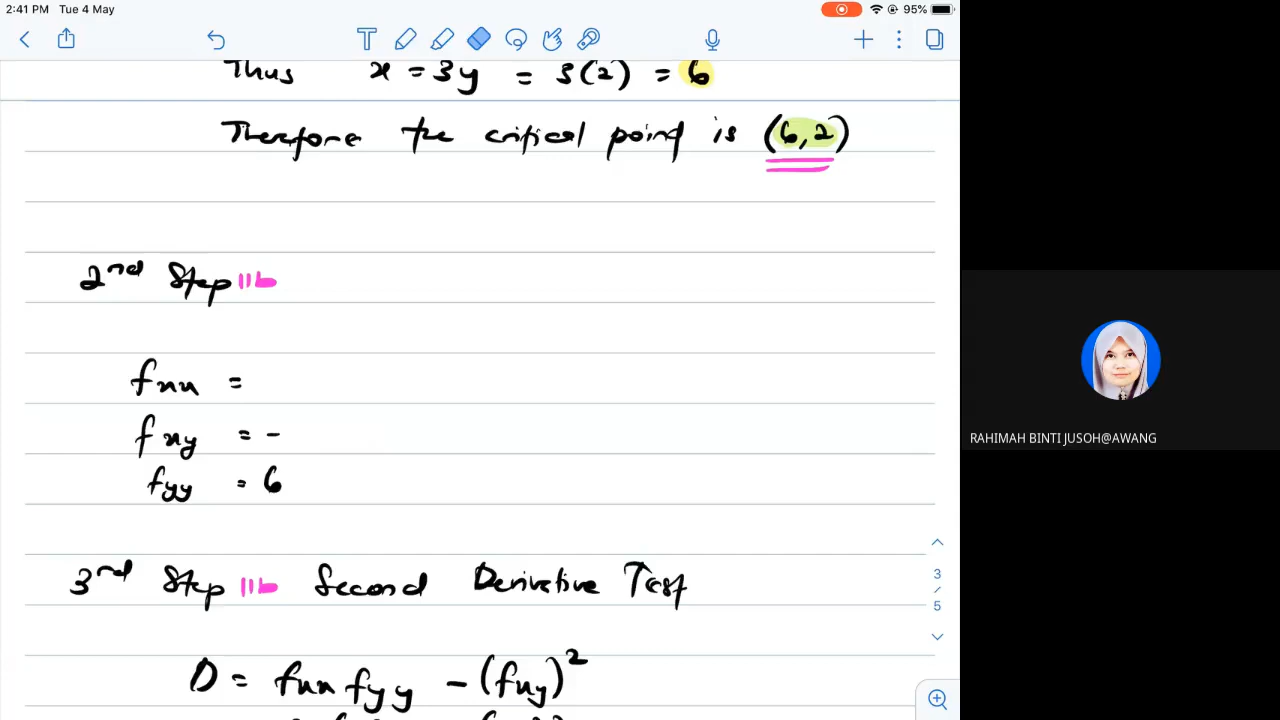 2:41 PM Tue 4 May
95%
Thus x = 3y = 3(2) = 6
Therefore the critical point is (6,2)
2nd Step
fxx =
fxy = -
fyy = 6
3rd Step Second Derivative Test
D = fxx fyy - (fxy)²
3
/
5
RAHIMAH BINTI JUSOH@AWANG